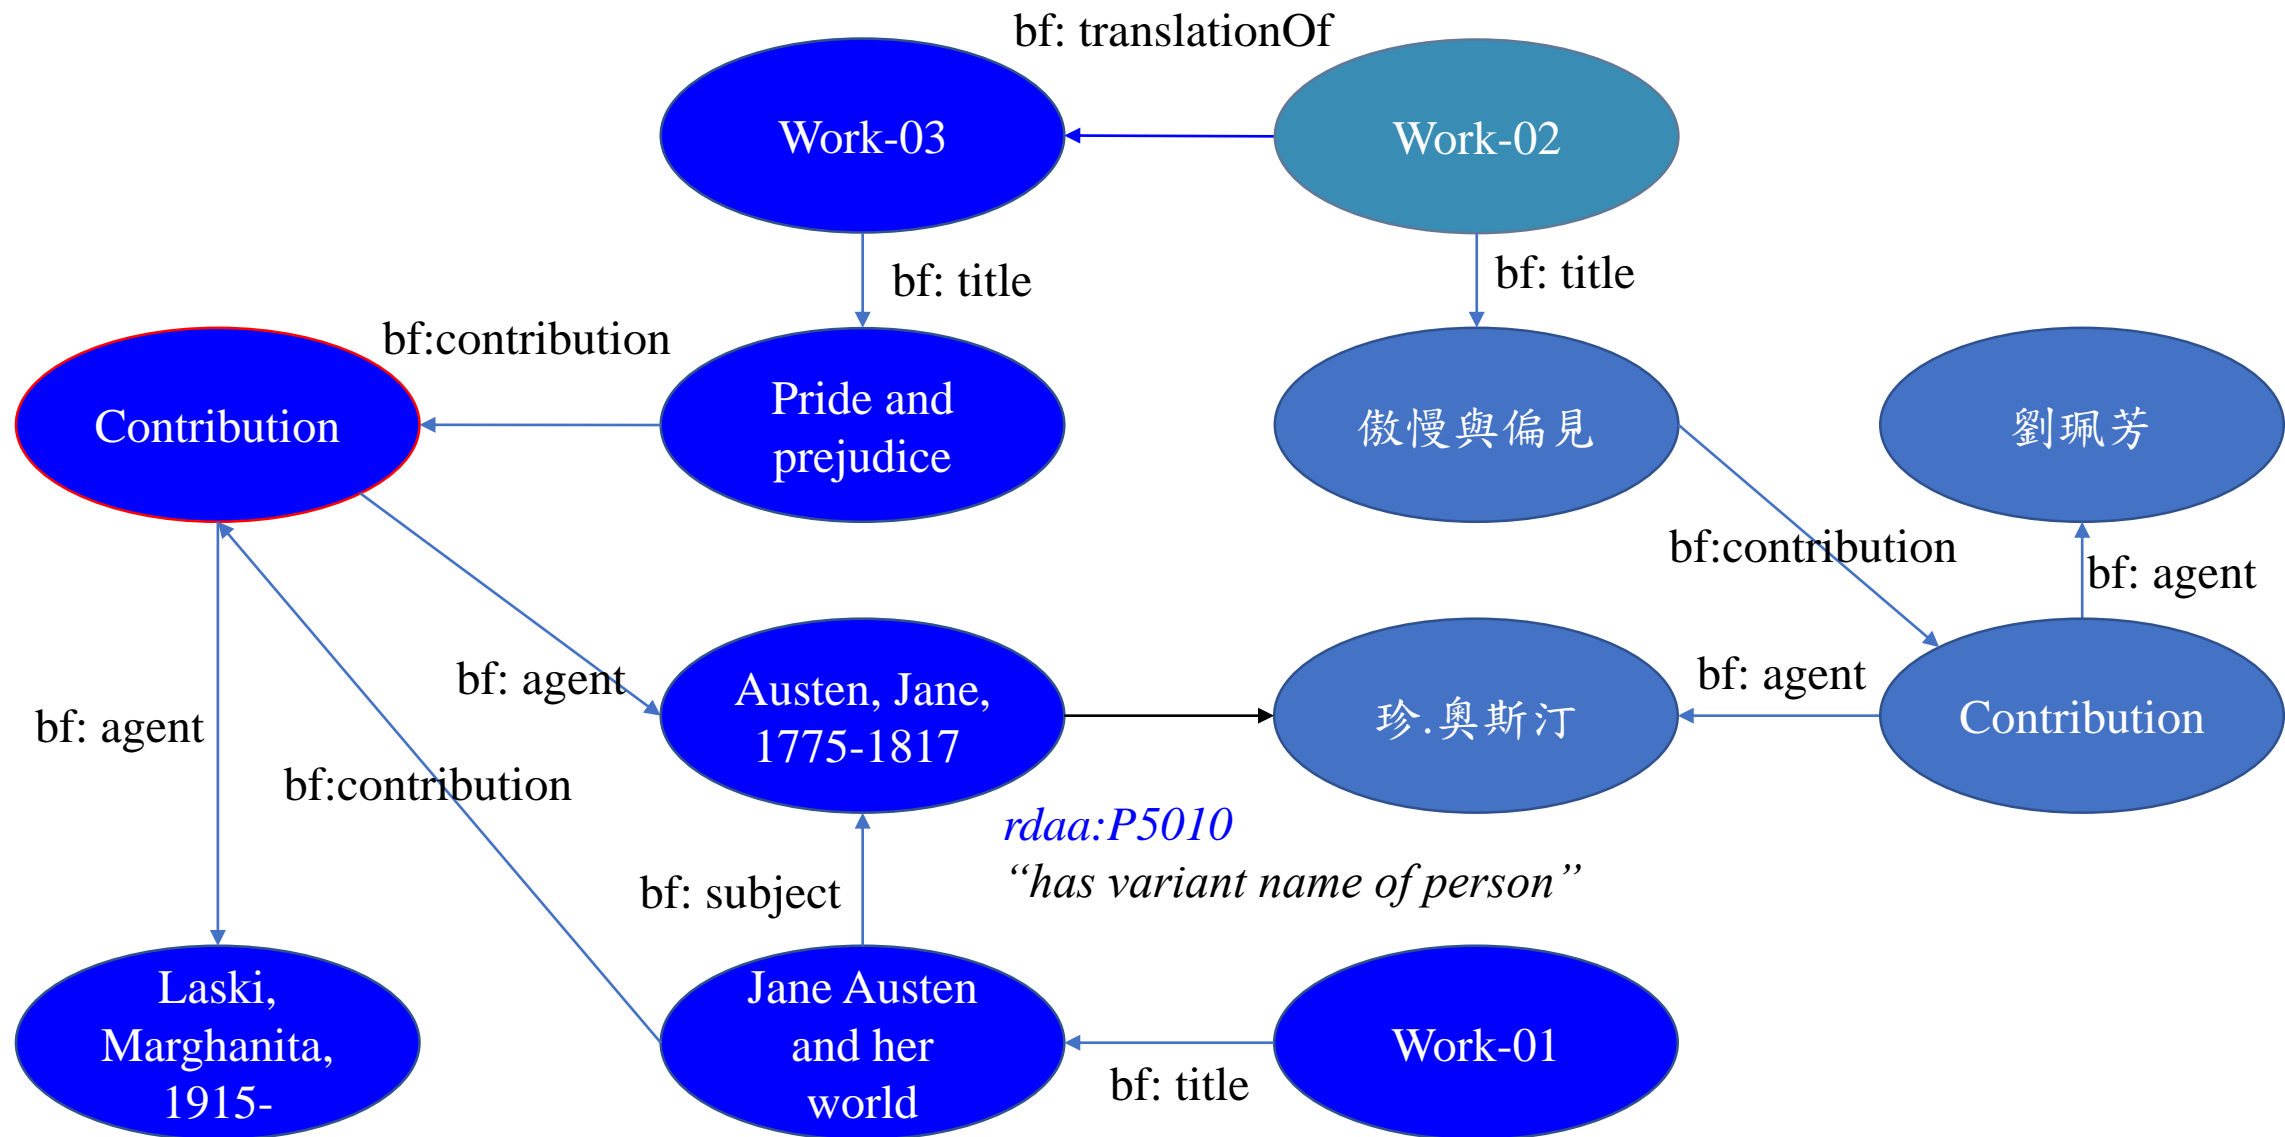 bf: translationOf
Work-03
Work-02
bf: title
bf: title
bf:contribution
Contribution
Pride and
prejudice
傲慢與偏見
劉珮芳
bf:contribution
bf: agent
bf: agent
Austen, Jane,
1775-1817
珍.奧斯汀
bf: agent
Contribution
bf: agent
bf:contribution
rdaa:P5010
“has variant name of person”
bf: subject
Laski,
Marghanita,
1915-
Jane Austen
and her
world
Work-01
bf: title